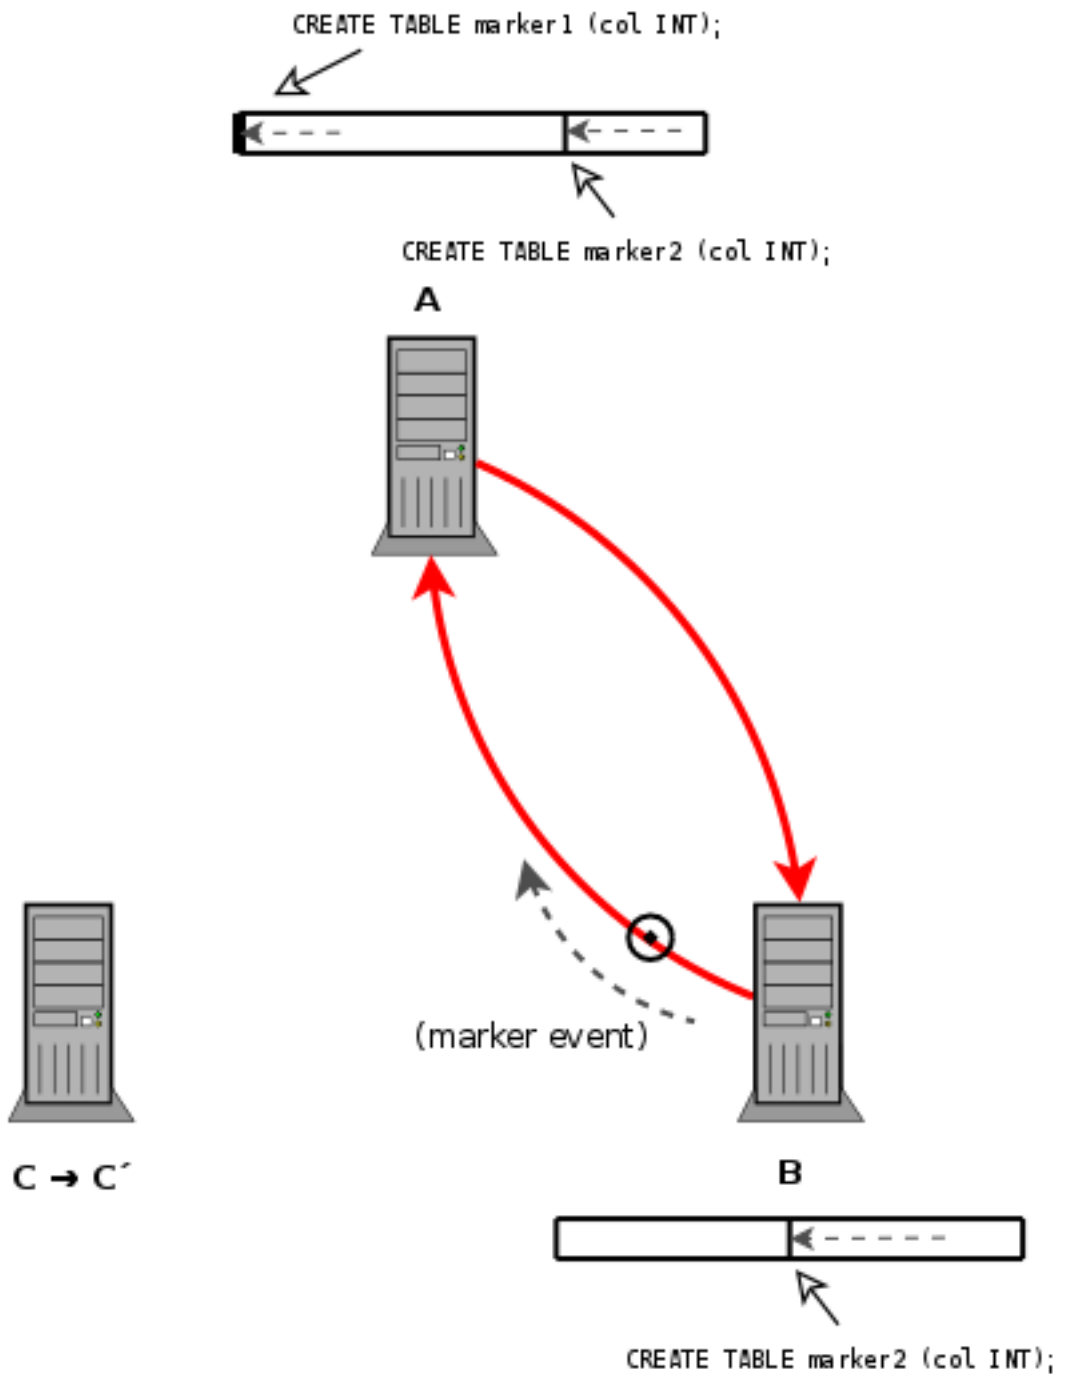 CREATE TABLE marker1 (col INT);
CREATE TABLE marker2 (col INT);
A
(marker event)
C → C´
B
CREATE TABLE marker2 (col INT);